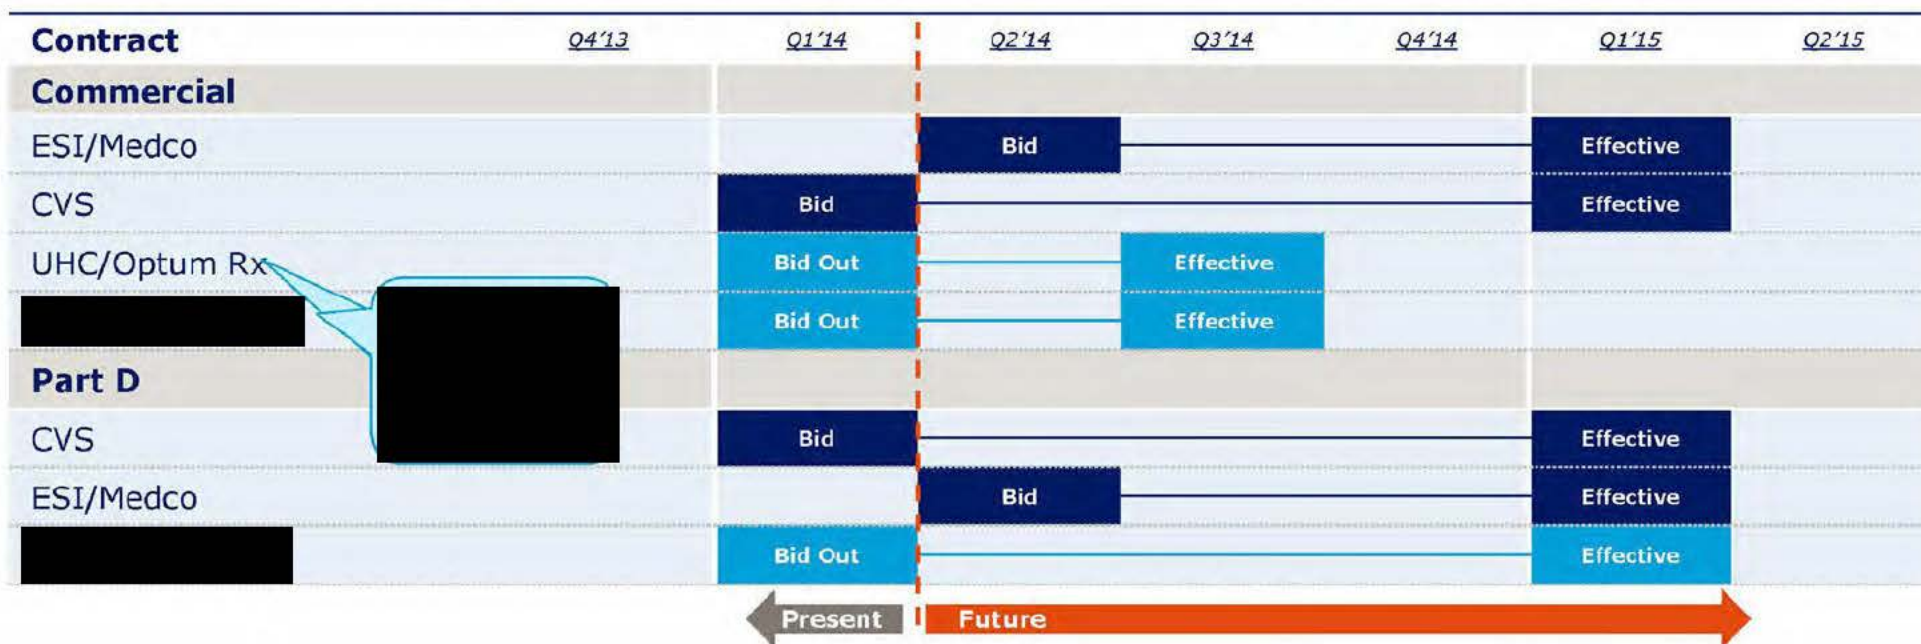 Contract Q4'13 Q1'14 Q2'14 Q3'14 Q4'14 Q1'15 Q2'15
Commercial
ESI/Medco Bid Effective
CVS Bid Effective
UHC/Optum Rx Bid Out Effective
Bid Out Effective
Part D
CVS Bid Effective
ESI/Medco Bid Effective
Bid Out Effective
Present Future